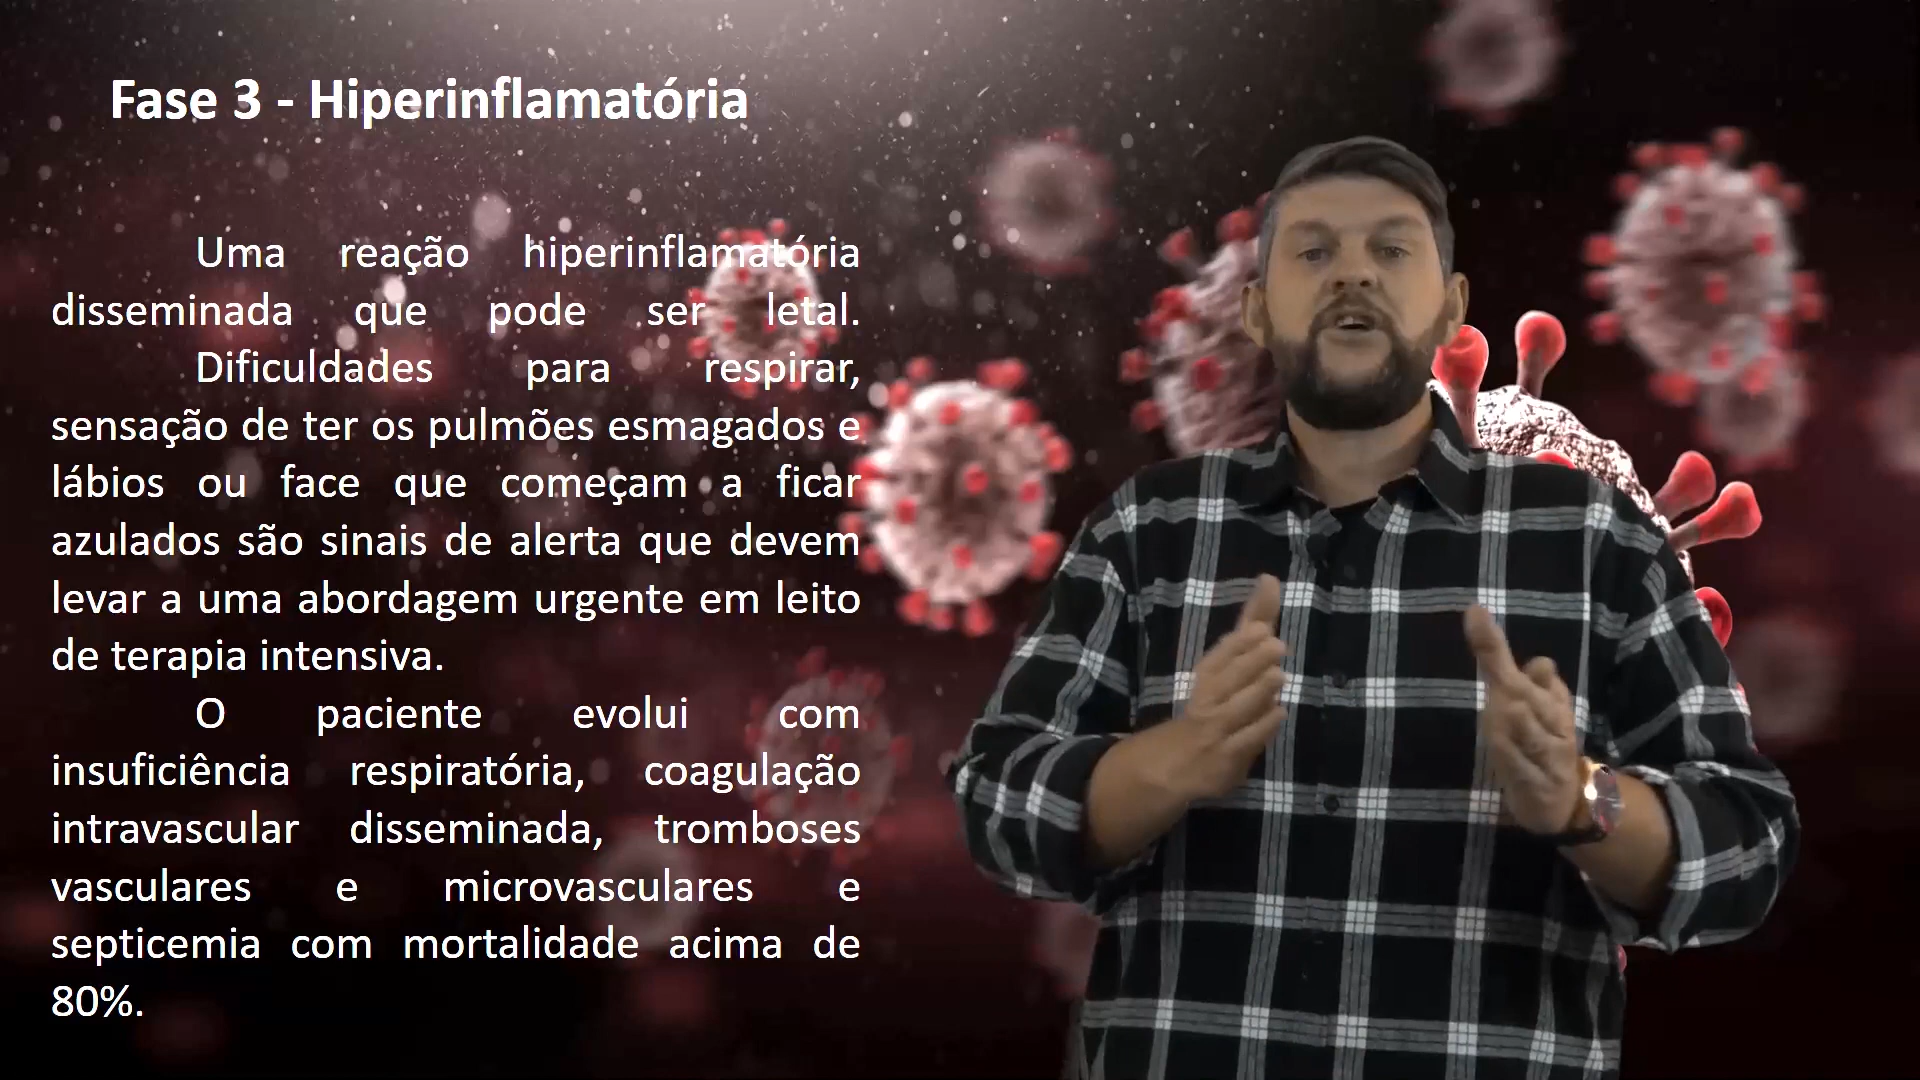 Fase 3 - Hiperinflamatória
Uma reação hiperinflamatória
disseminada que pode ser letal.
Dificuldades para respirar,
sensação de ter os pulmões esmagados e
lábios ou face que começam a ficar
azulados são sinais de alerta que devem
levar a uma abordagem urgente em leito
de terapia intensiva.
O paciente evolui com
insuficiência respiratória, coagulação
intravascular disseminada, tromboses
vasculares e microvasculares e
septicemia com mortalidade acima de
80%.